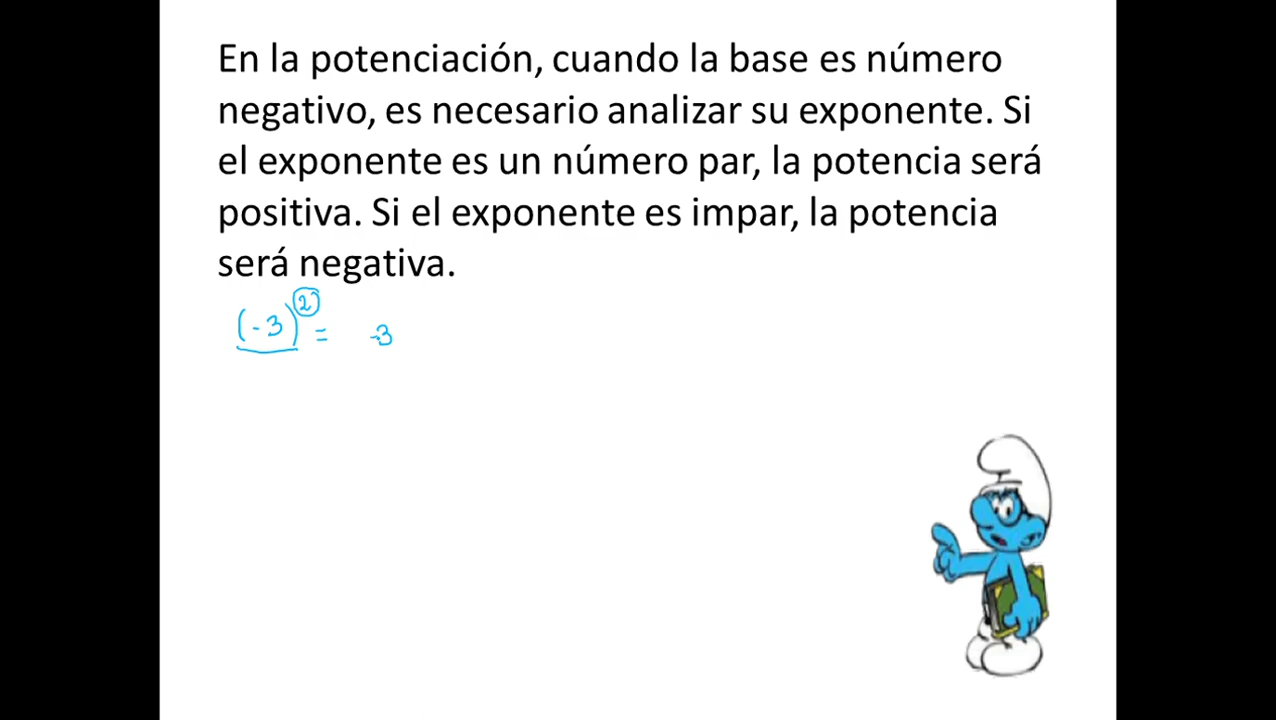 En la potenciación, cuando la base es número
negativo, es necesario analizar su exponente. Si
el exponente es un número par, la potencia será
positiva. Si el exponente es impar, la potencia
será negativa.
(-3)² = -3